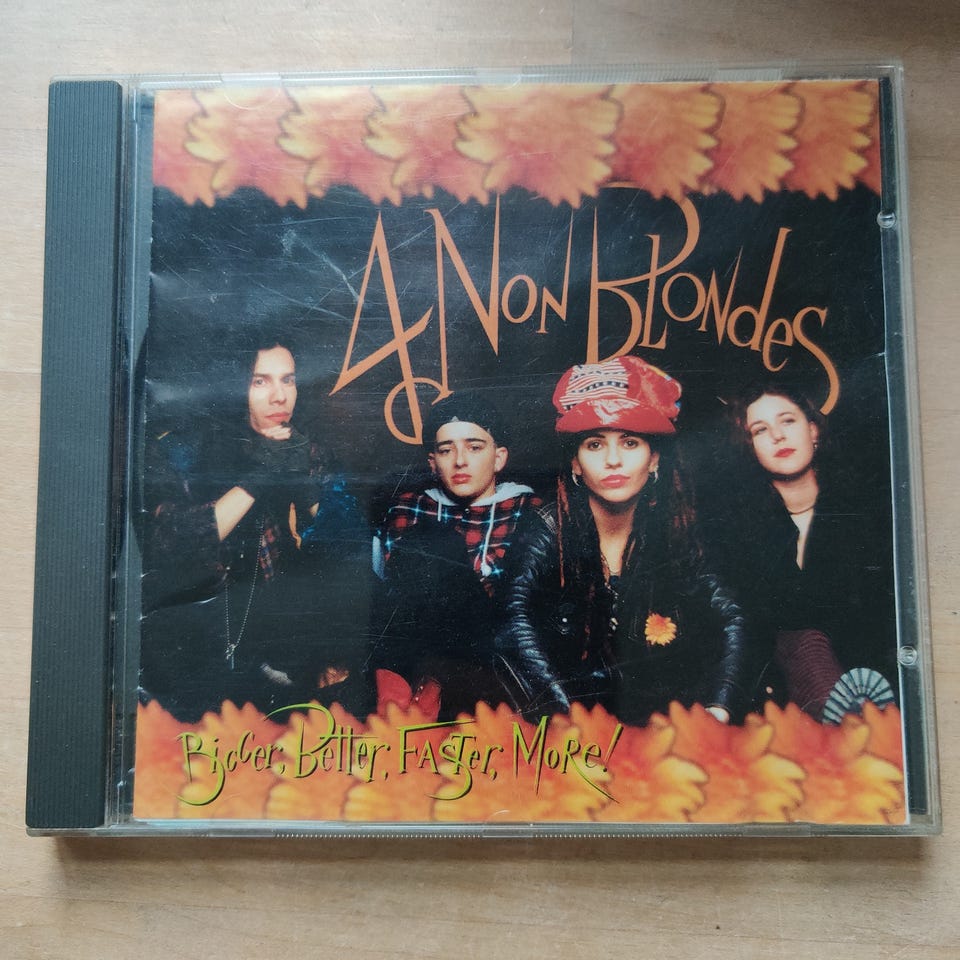 4 Non Blondes
Bigger, Better, Faster, More!